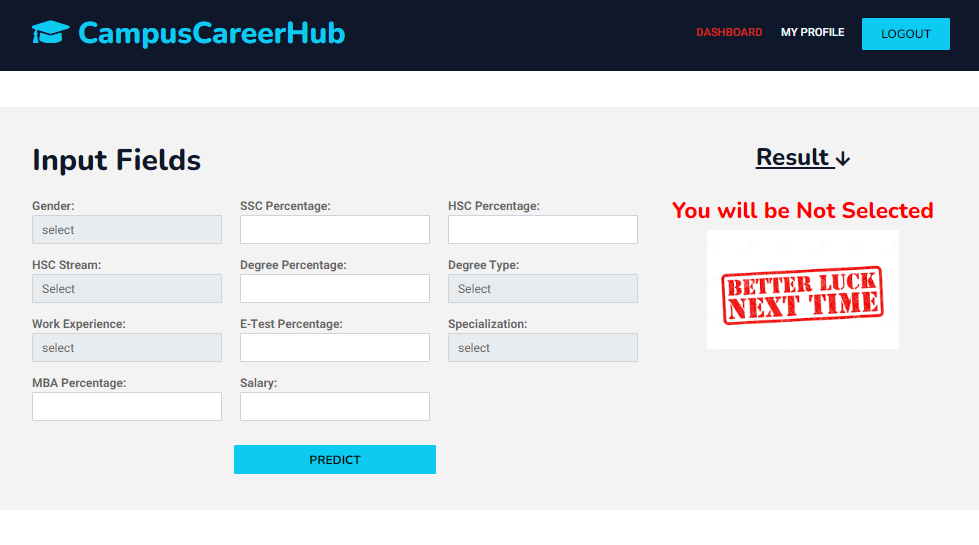 CampusCareerHub
DASHBOARD MY PROFILE LOGOUT
Input Fields
Gender: SSC Percentage: HSC Percentage:
select
HSC Stream: Degree Percentage: Degree Type:
Select Select
Work Experience: E-Test Percentage: Specialization:
select select
MBA Percentage: Salary:
PREDICT
Result ↓
You will be Not Selected
BETTER LUCK
NEXT TIME